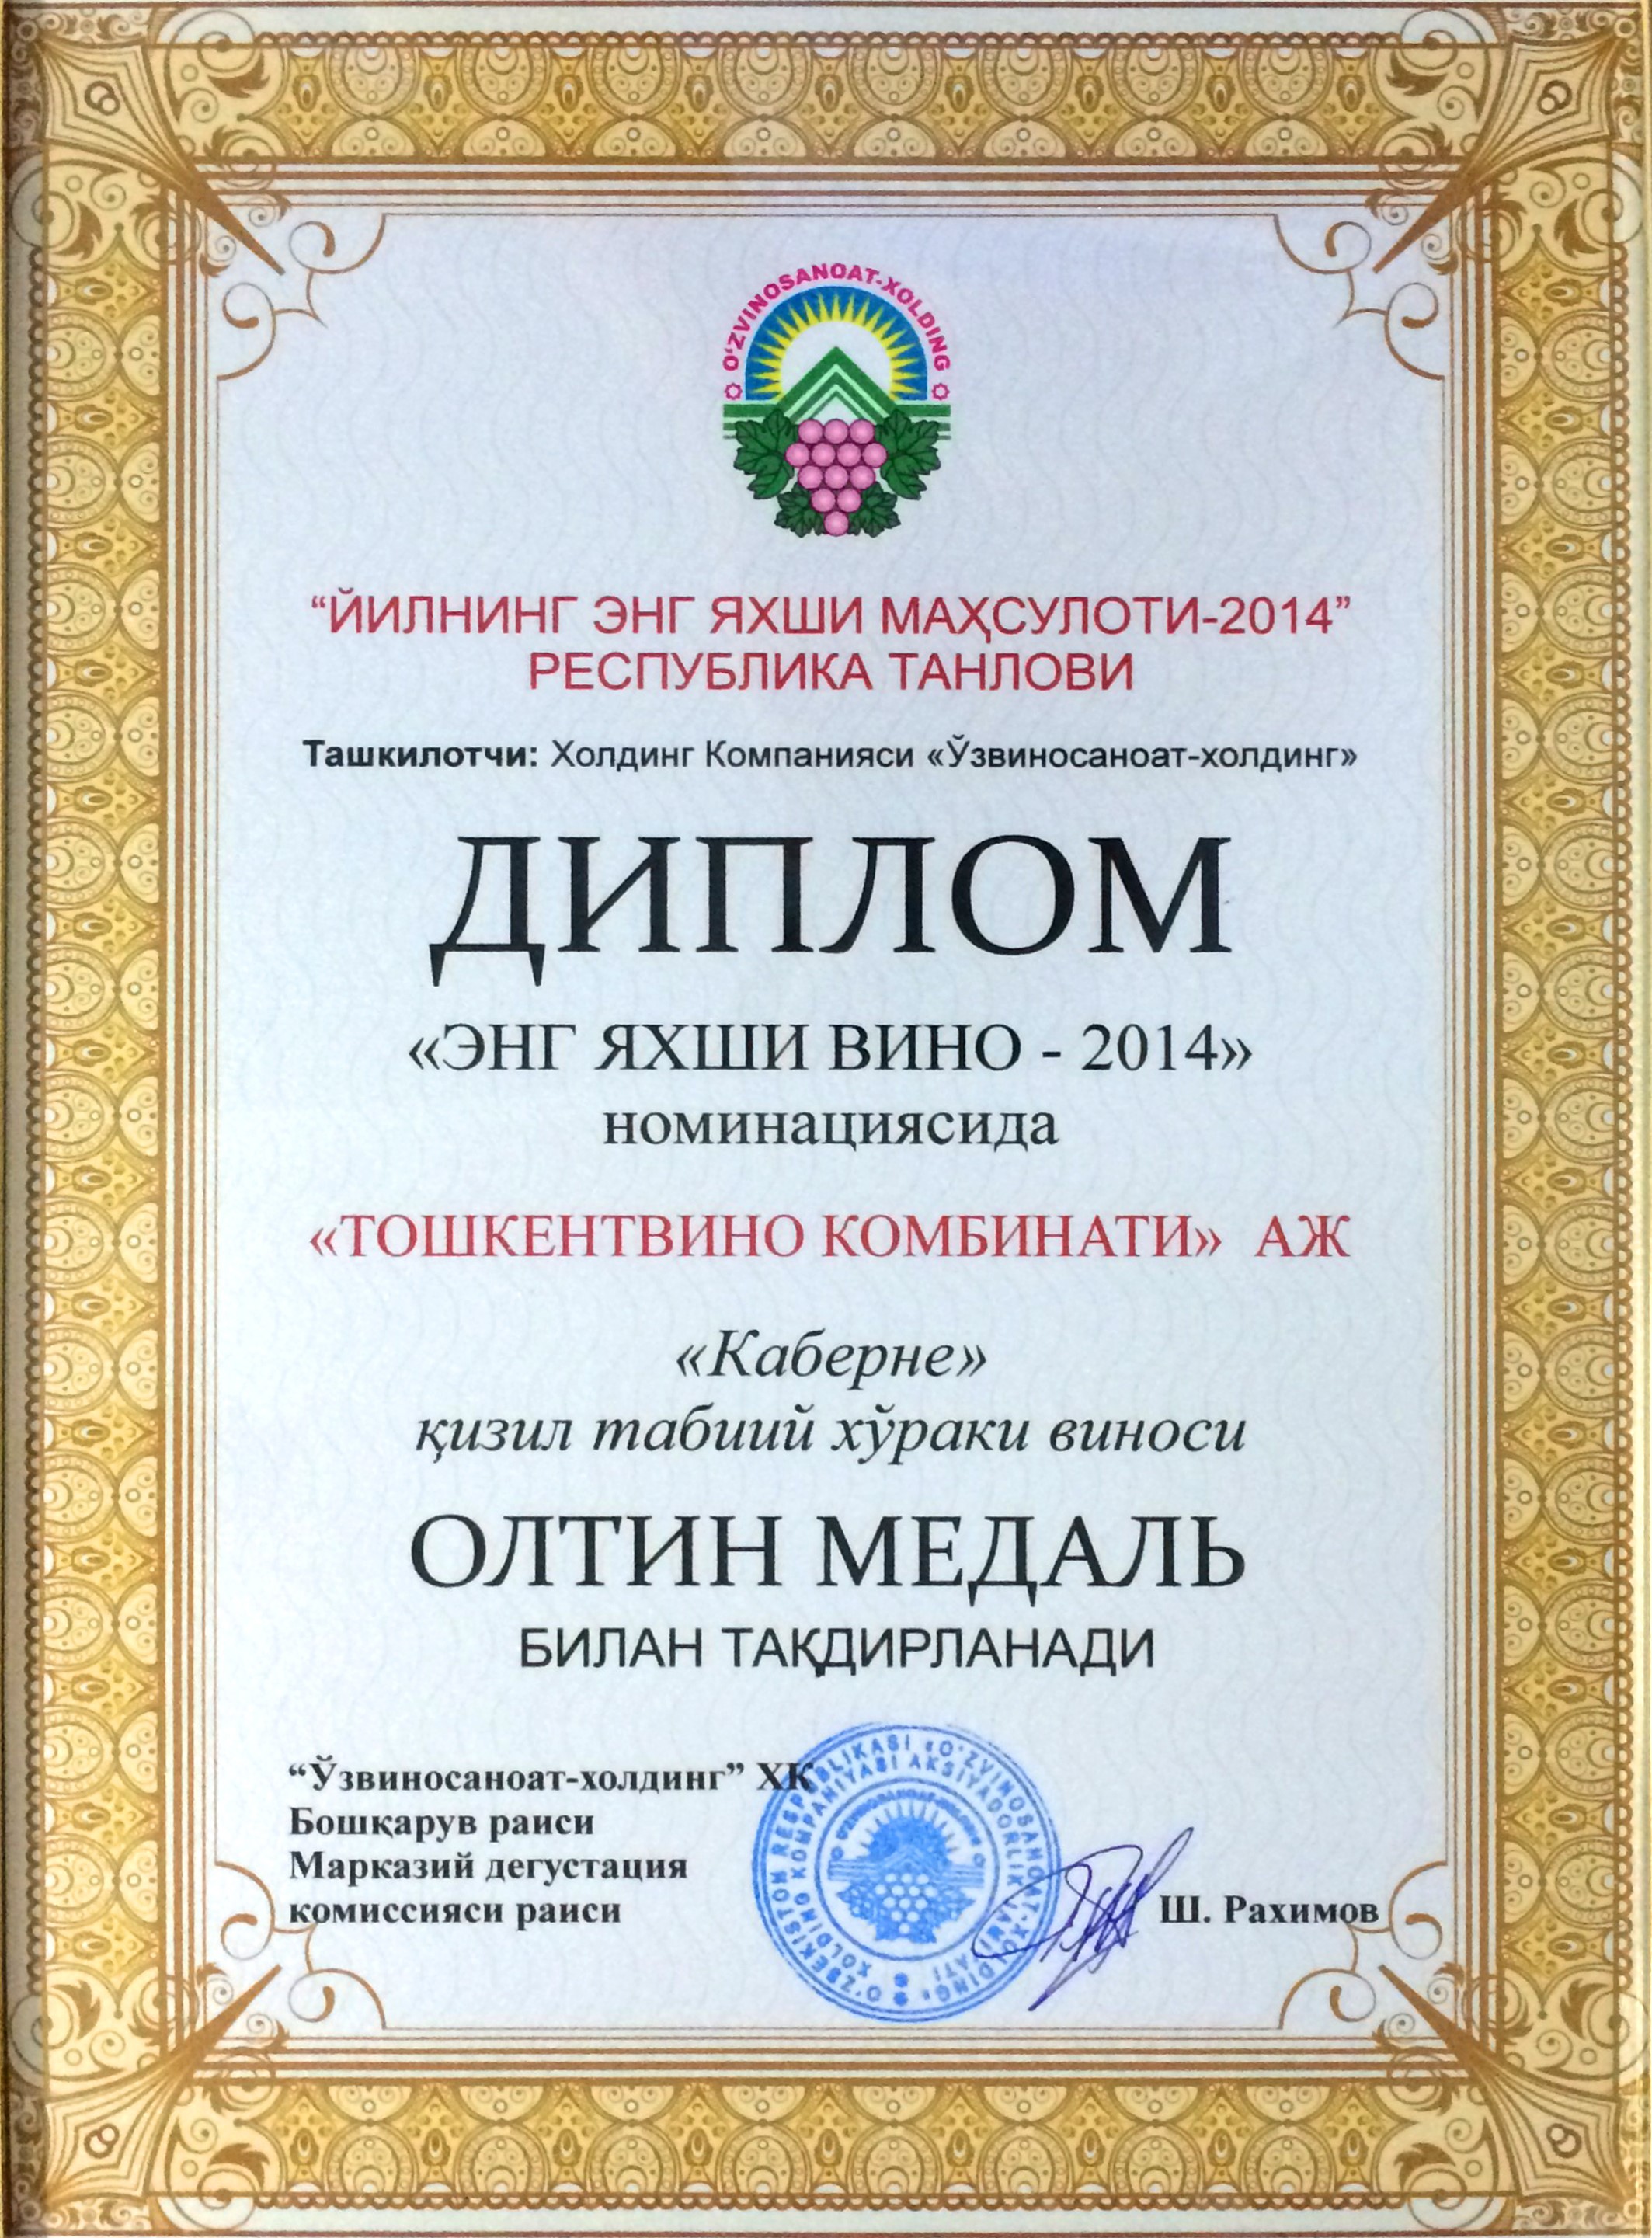 O‘ZVINOSANOAT-XOLDING
“ЙИЛНИНГ ЭНГ ЯХШИ МАҲСУЛОТИ-2014”
РЕСПУБЛИКА ТАНЛОВИ
Ташкилотчи: Холдинг Компанияси «Ўзвиносаноат-холдинг»
ДИПЛОМ
«ЭНГ ЯХШИ ВИНО - 2014»
номинациясида
«ТОШКЕНТВИНО КОМБИНАТИ» АЖ
«Каберне»
қизил табиий хўраки виноси
ОЛТИН МЕДАЛЬ
БИЛАН ТАҚДИРЛАНАДИ
“Ўзвиносаноат-холдинг” ХК
Бошқарув раиси
Марказий дегустация
комиссияси раиси
Ш. Рахимов
O‘ZBEKISTON RESPUBLIKASI «O‘ZVINOSANOAT-XOLDING»
XOLDING KOMPANIYASI AKSIYADORLIK JAMIYATI